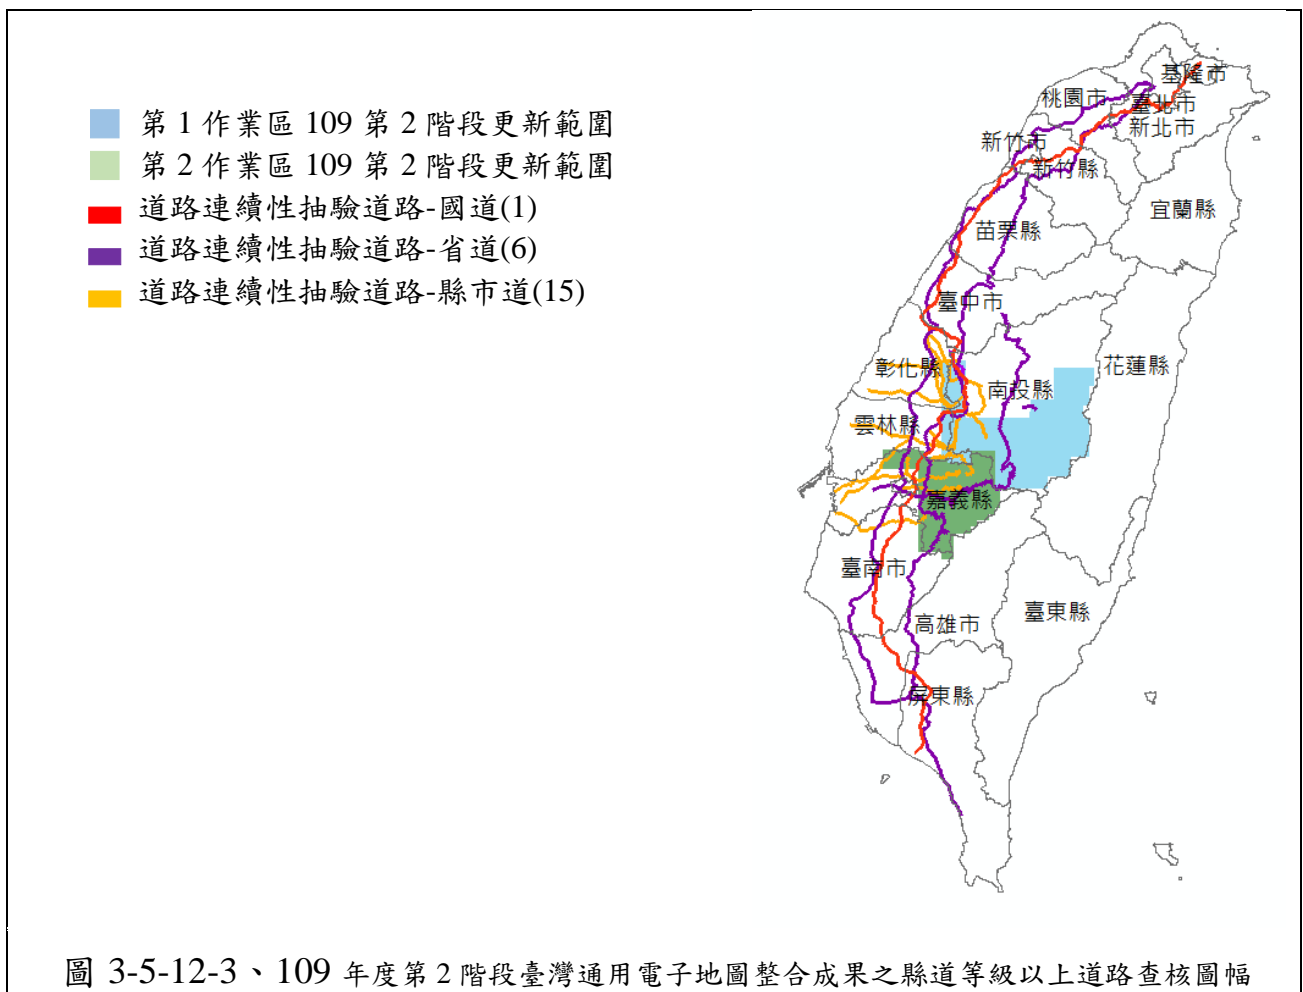 第 1 作業區 109 第 2 階段更新範圍
第 2 作業區 109 第 2 階段更新範圍
道路連續性抽驗道路-國道(1)
道路連續性抽驗道路-省道(6)
道路連續性抽驗道路-縣市道(15)
基隆市
桃園市
臺北市
新北市
新竹市
新竹縣
宜蘭縣
苗栗縣
臺中市
彰化縣
南投縣
花蓮縣
雲林縣
嘉義縣
臺南市
高雄市
臺東縣
屏東縣
圖 3-5-12-3、109 年度第 2 階段臺灣通用電子地圖整合成果之縣道等級以上道路查核圖幅